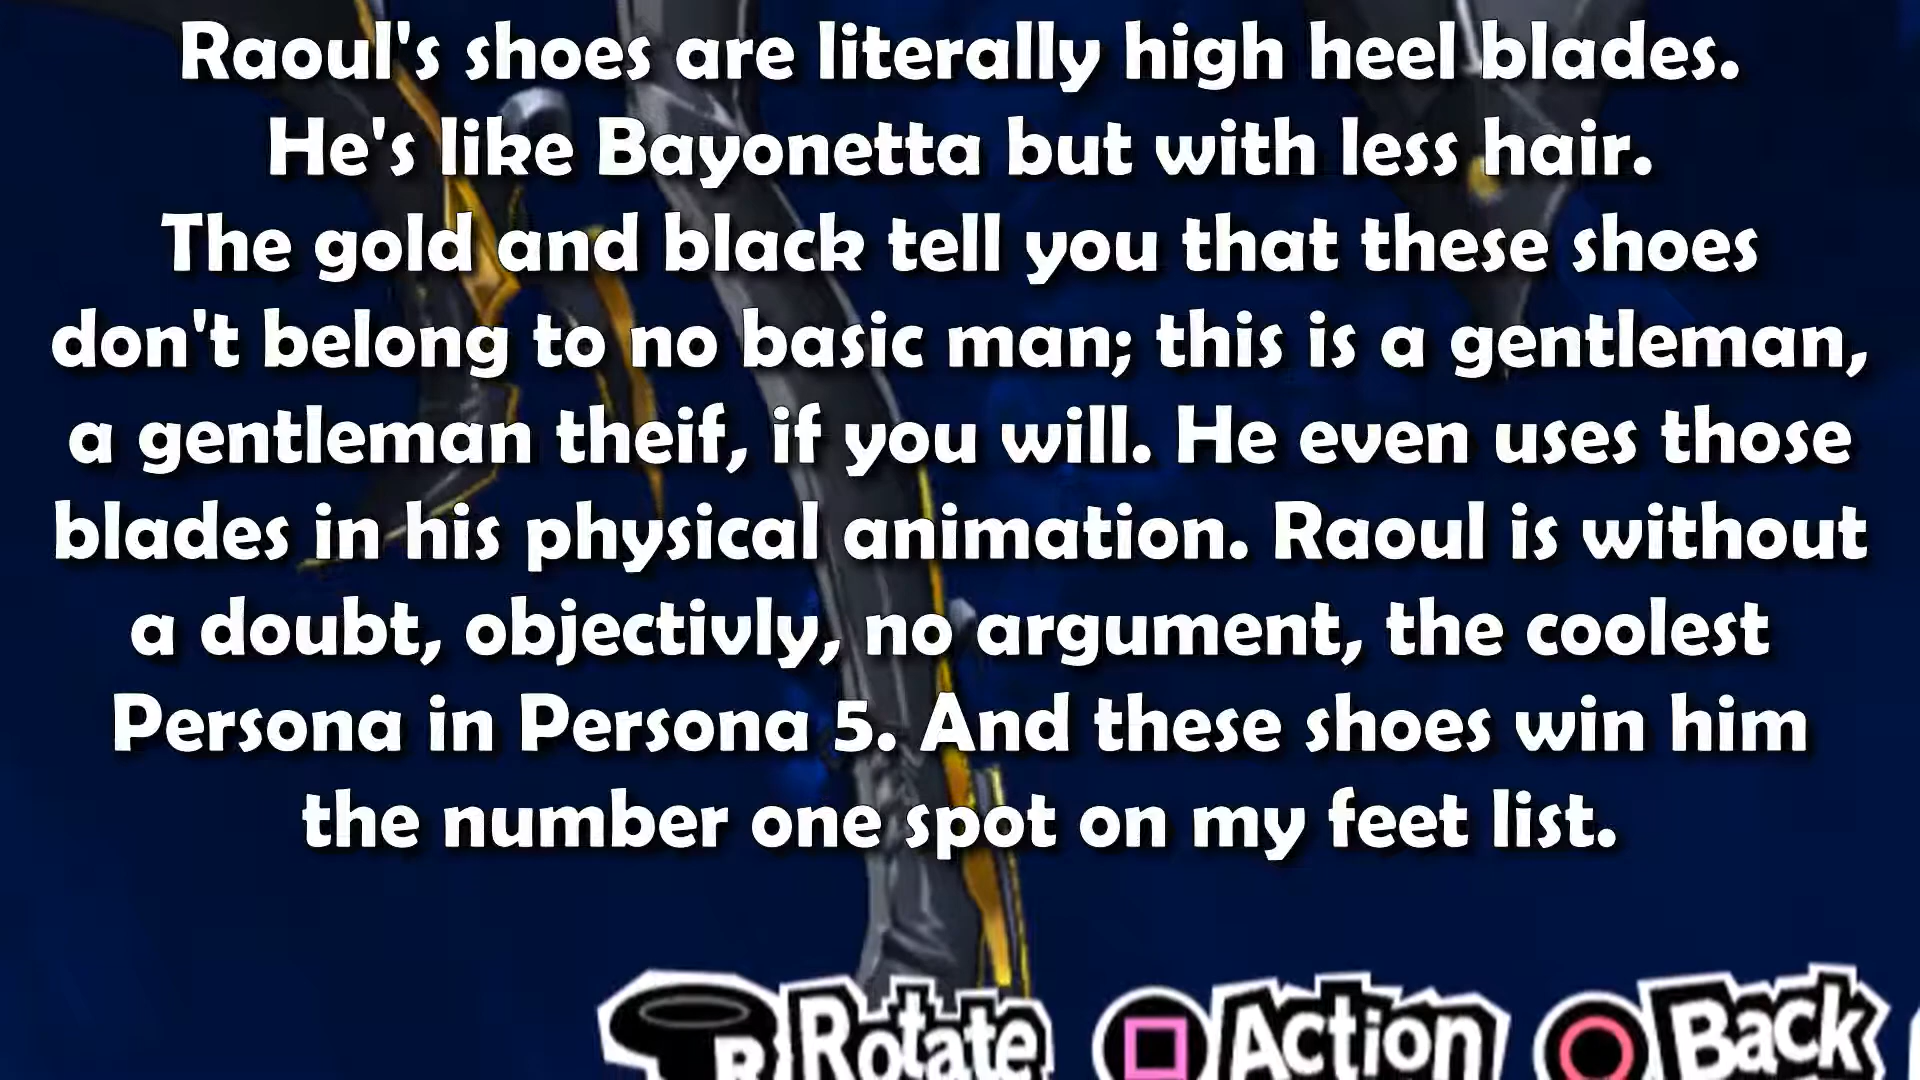 Raoul's shoes are literally high heel blades.
He's like Bayonetta but with less hair.
The gold and black tell you that these shoes
don't belong to no basic man; this is a gentleman,
a gentleman theif, if you will. He even uses those
blades in his physical animation. Raoul is without
a doubt, objectivly, no argument, the coolest
Persona in Persona 5. And these shoes win him
the number one spot on my feet list.
R Rotate Action Back